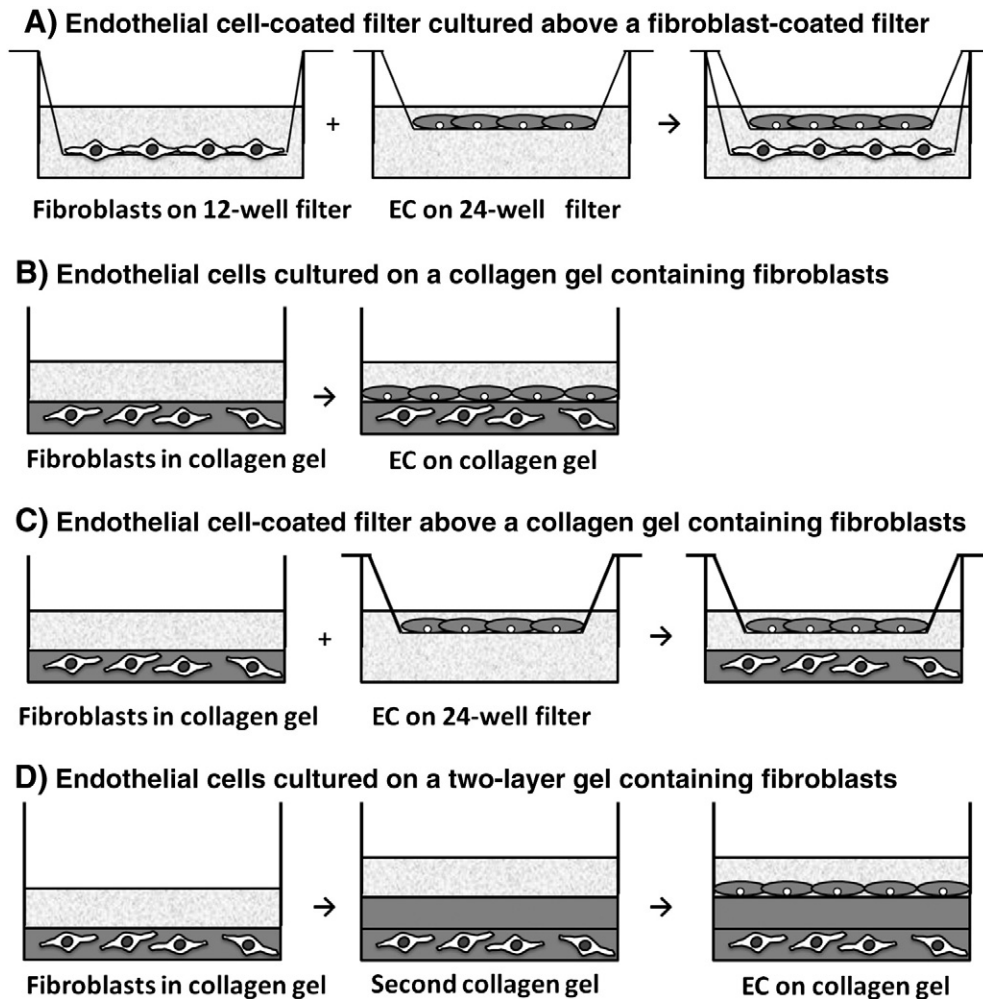 A) Endothelial cell-coated filter cultured above a fibroblast-coated filter
+ →
Fibroblasts on 12-well filter EC on 24-well filter
B) Endothelial cells cultured on a collagen gel containing fibroblasts
→
Fibroblasts in collagen gel EC on collagen gel
C) Endothelial cell-coated filter above a collagen gel containing fibroblasts
+ →
Fibroblasts in collagen gel EC on 24-well filter
D) Endothelial cells cultured on a two-layer gel containing fibroblasts
→ →
Fibroblasts in collagen gel Second collagen gel EC on collagen gel